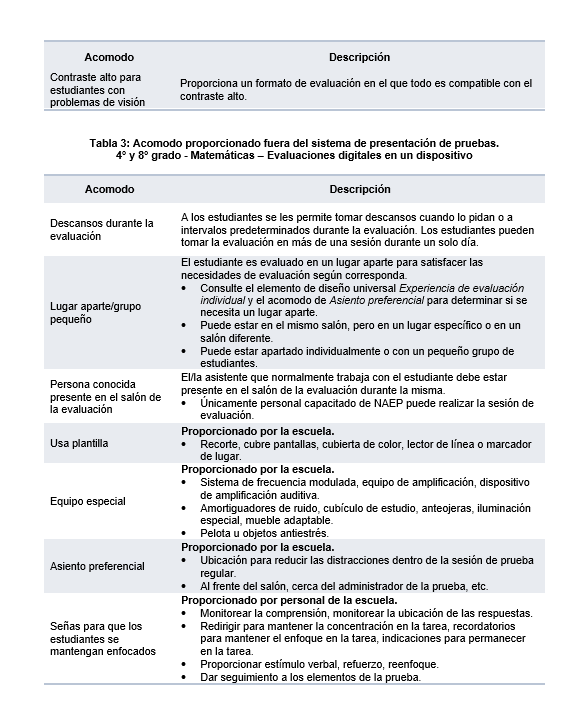 Acomodo Descripción
Contraste alto para
estudiantes con
problemas de visión
Proporciona un formato de evaluación en el que todo es compatible con el
contraste alto.
Tabla 3: Acomodo proporcionado fuera del sistema de presentación de pruebas.
4º y 8º grado - Matemáticas – Evaluaciones digitales en un dispositivo
Acomodo Descripción
Descansos durante la
evaluación
A los estudiantes se les permite tomar descansos cuando lo pidan o a
intervalos predeterminados durante la evaluación. Los estudiantes pueden
tomar la evaluación en más de una sesión durante un solo día.
Lugar aparte/grupo
pequeño
El estudiante es evaluado en un lugar aparte para satisfacer las
necesidades de evaluación según corresponda.
• Consulte el elemento de diseño universal Experiencia de evaluación
individual y el acomodo de Asiento preferencial para determinar si se
necesita un lugar aparte.
• Puede estar en el mismo salón, pero en un lugar específico o en un
salón diferente.
• Puede estar apartado individualmente o con un pequeño grupo de
estudiantes.
Persona conocida
presente en el salón de
la evaluación
El/la asistente que normalmente trabaja con el estudiante debe estar
presente en el salón de la evaluación durante la misma.
• Únicamente personal capacitado de NAEP puede realizar la sesión de
evaluación.
Usa plantilla
Proporcionado por la escuela.
• Recorte, cubre pantallas, cubierta de color, lector de línea o marcador
de lugar.
Equipo especial
Proporcionado por la escuela.
• Sistema de frecuencia modulada, equipo de amplificación, dispositivo
de amplificación auditiva.
• Amortiguadores de ruido, cubículo de estudio, anteojeras, iluminación
especial, mueble adaptable.
• Pelota u objetos antiestrés.
Asiento preferencial
Proporcionado por la escuela.
• Ubicación para reducir las distracciones dentro de la sesión de prueba
regular.
• Al frente del salón, cerca del administrador de la prueba, etc.
Señas para que los
estudiantes se
mantengan enfocados
Proporcionado por personal de la escuela.
• Monitorear la comprensión, monitorear la ubicación de las respuestas.
• Redirigir para mantener la concentración en la tarea, recordatorios
para mantener el enfoque en la tarea, indicaciones para permanecer
en la tarea.
• Proporcionar estímulo verbal, refuerzo, reenfoque.
• Dar seguimiento a los elementos de la prueba.